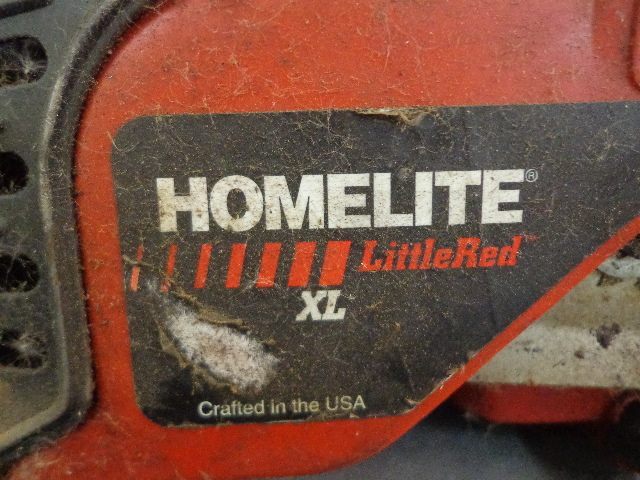 HOMELITE®
LittleRed™
XL
Crafted in the USA